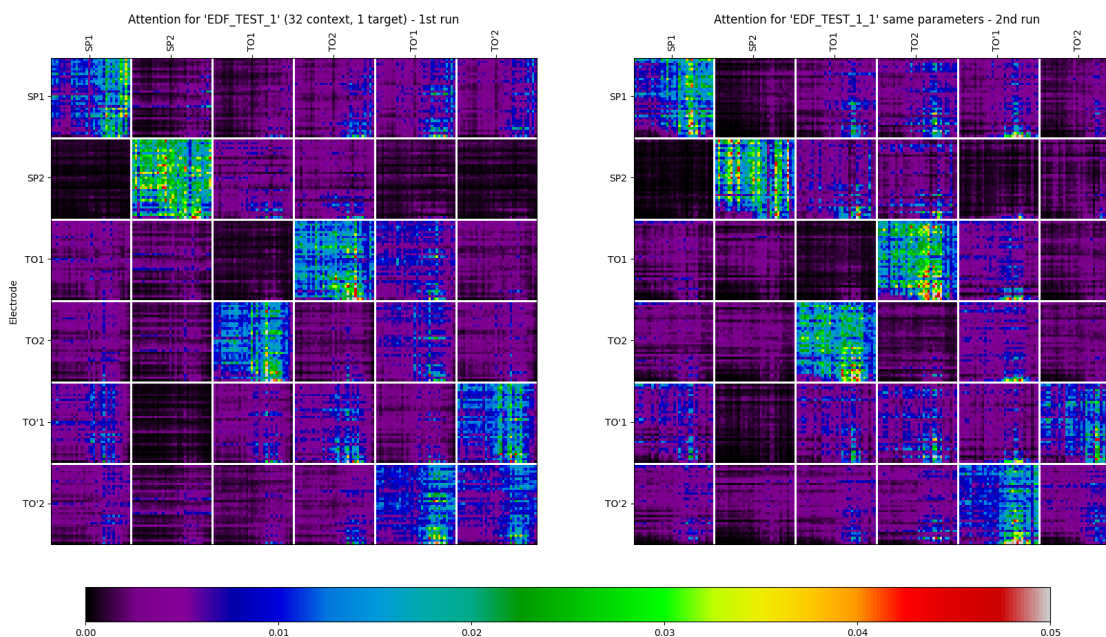 Attention for 'EDF_TEST_1' (32 context, 1 target) - 1st run
SP1 SP2 TO1 TO2 TO'1 TO'2
SP1
SP2
TO1
TO2
TO'1
TO'2
Electrode
Attention for 'EDF_TEST_1_1' same parameters - 2nd run
SP1 SP2 TO1 TO2 TO'1 TO'2
SP1
SP2
TO1
TO2
TO'1
TO'2
0.00 0.01 0.02 0.03 0.04 0.05